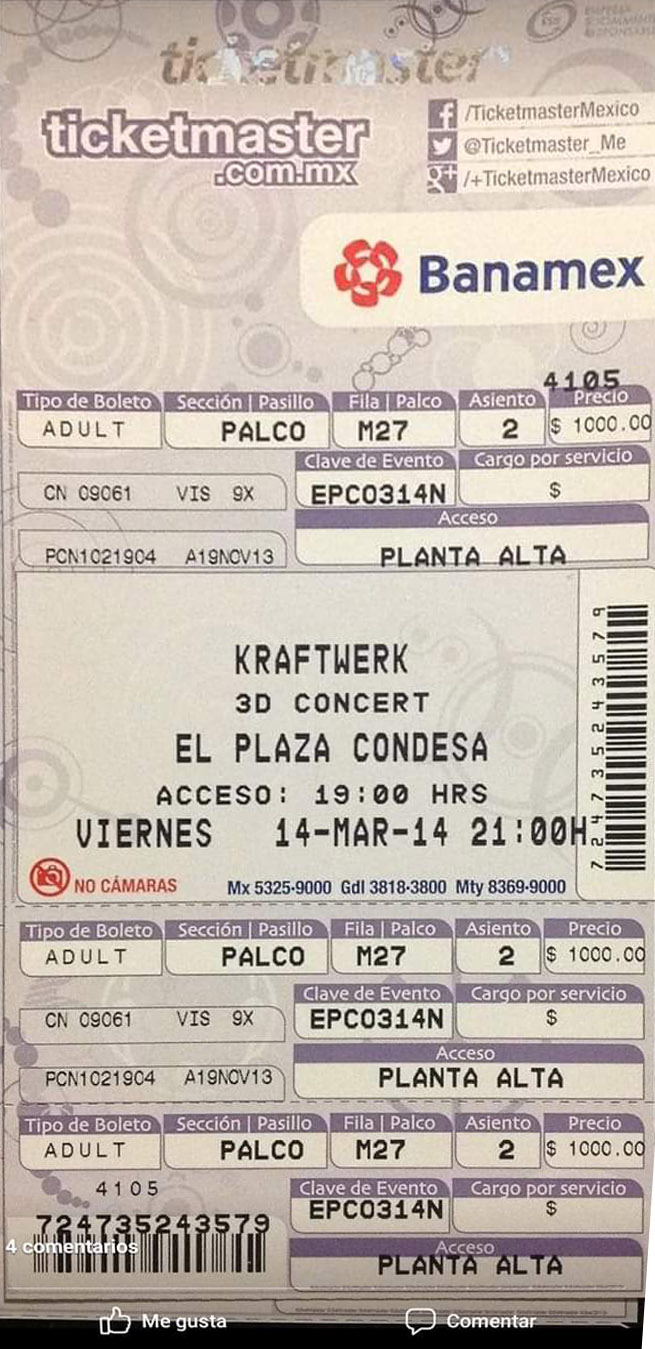 ticketmaster
ticketmaster
.com.mx
/TicketmasterMexico
@Ticketmaster_Me
/+TicketmasterMexico
Banamex
4105
Tipo de Boleto Sección | Pasillo Fila | Palco Asiento Precio
ADULT PALCO M27 2 $ 1000.00
Clave de Evento Cargo por servicio
CN 09061 VIS 9X EPC0314N $
Acceso
PCN1021904 A19NOV13 PLANTA ALTA
KRAFTWERK
3D CONCERT
EL PLAZA CONDESA
ACCESO: 19:00 HRS
VIERNES 14-MAR-14 21:00H
724735243579
NO CÁMARAS Mx 5325-9000 Gdl 3818-3800 Mty 8369-9000
Tipo de Boleto Sección | Pasillo Fila | Palco Asiento Precio
ADULT PALCO M27 2 $ 1000.00
Clave de Evento Cargo por servicio
CN 09061 VIS 9X EPC0314N $
Acceso
PCN1021904 A19NOV13 PLANTA ALTA
Tipo de Boleto Sección | Pasillo Fila | Palco Asiento Precio
ADULT PALCO M27 2 $ 1000.00
4105
Clave de Evento Cargo por servicio
724735243579 EPC0314N $
4 comentarios
Acceso
PLANTA ALTA
Me gusta Comentar